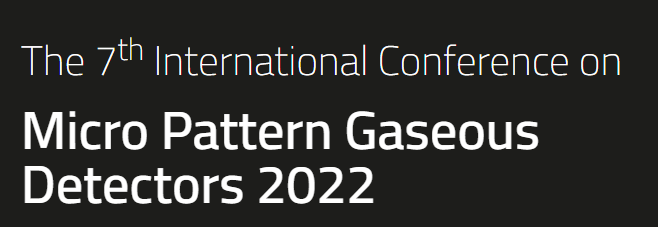 The 7th International Conference on
Micro Pattern Gaseous
Detectors 2022